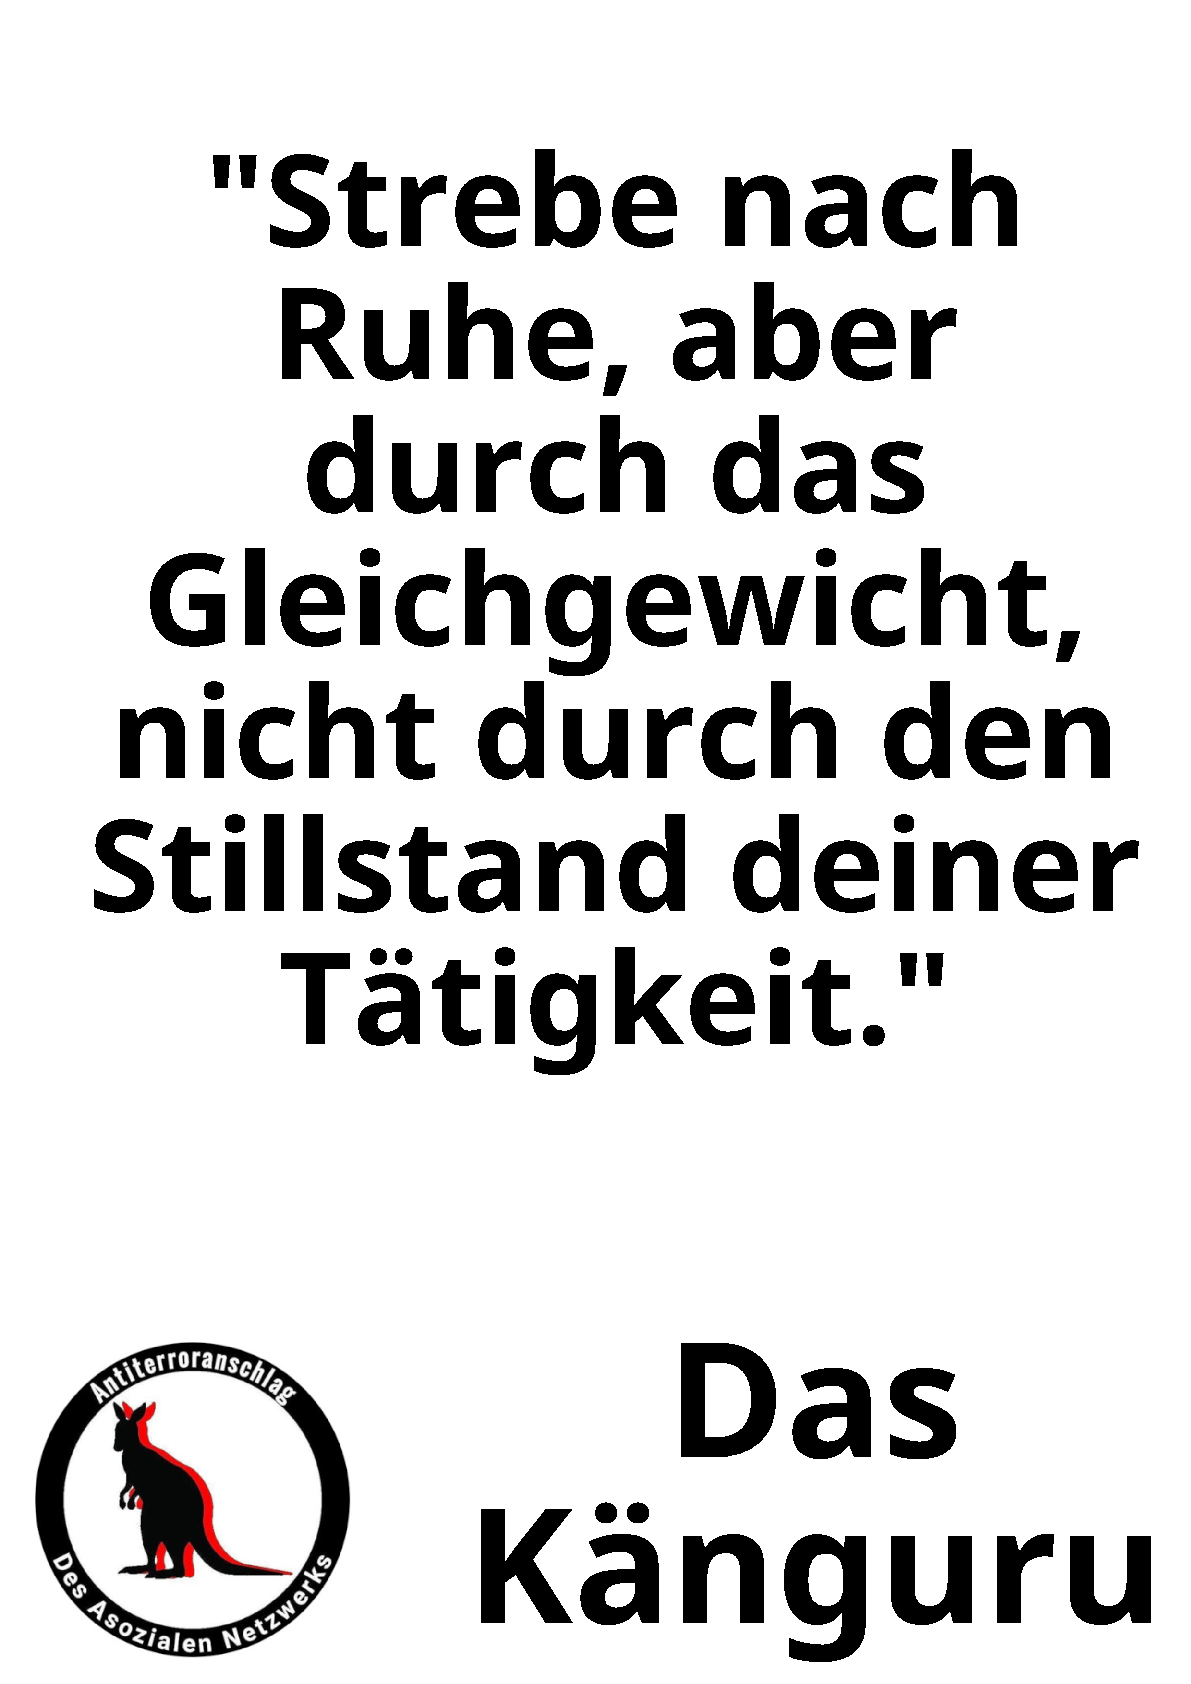 "Strebe nach
Ruhe, aber
durch das
Gleichgewicht,
nicht durch den
Stillstand deiner
Tätigkeit."
Antiterroranschlag
Des Asozialen Netzwerks
Das
Känguru